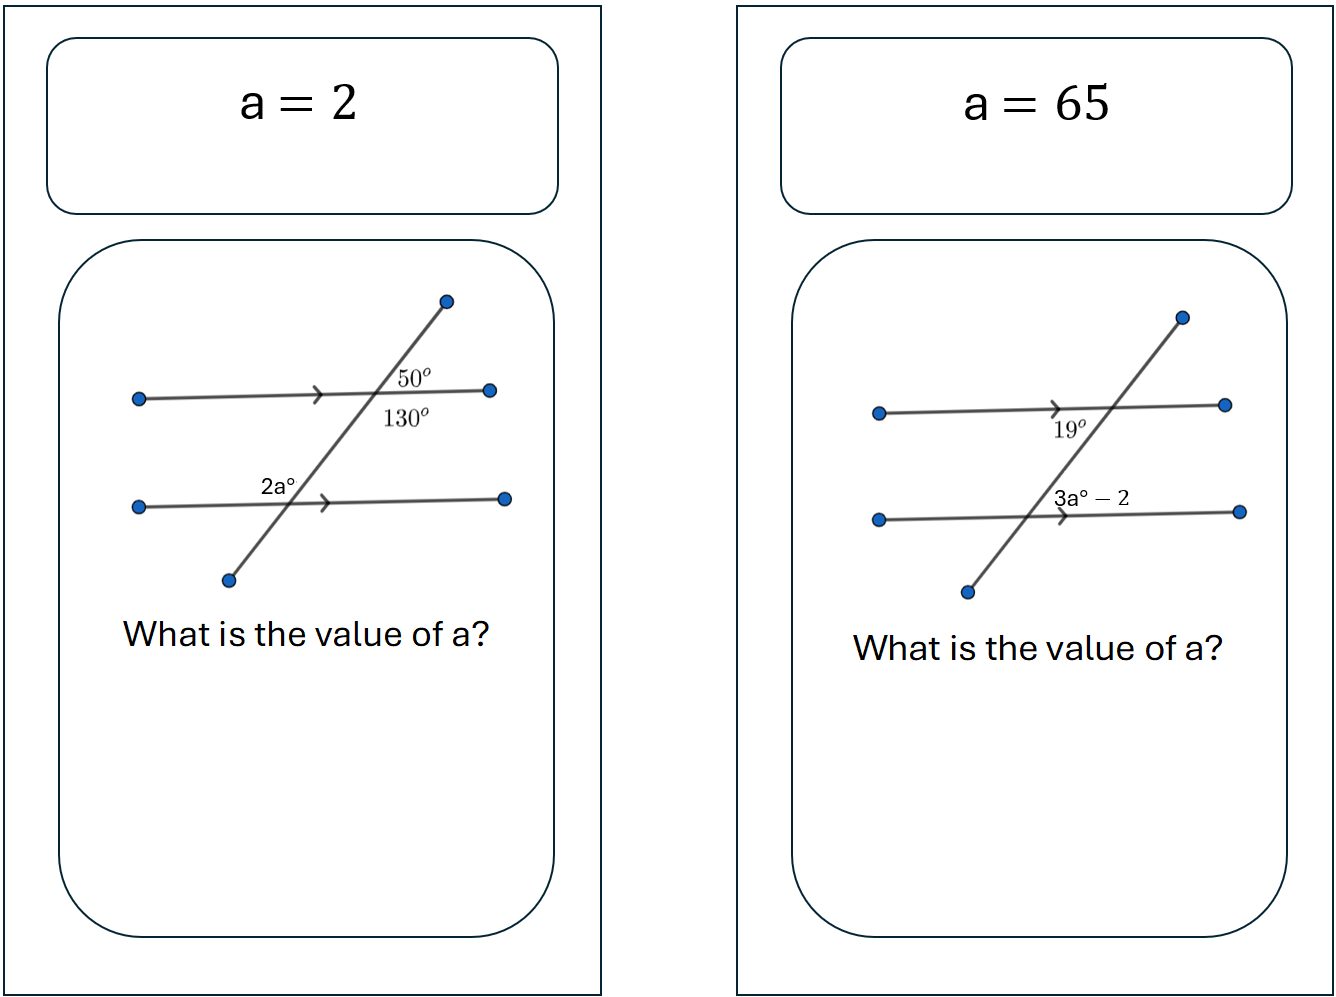 a = 2
50°
130°
2a°
What is the value of a?
a = 65
19°
3a° − 2
What is the value of a?